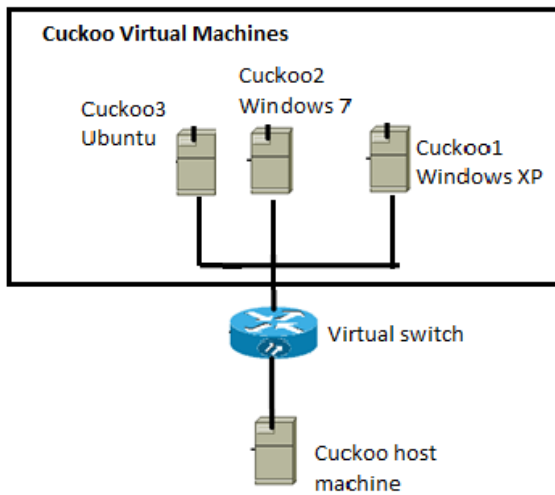 Cuckoo Virtual Machines
Cuckoo3
Ubuntu
Cuckoo2
Windows 7
Cuckoo1
Windows XP
Virtual switch
Cuckoo host
machine